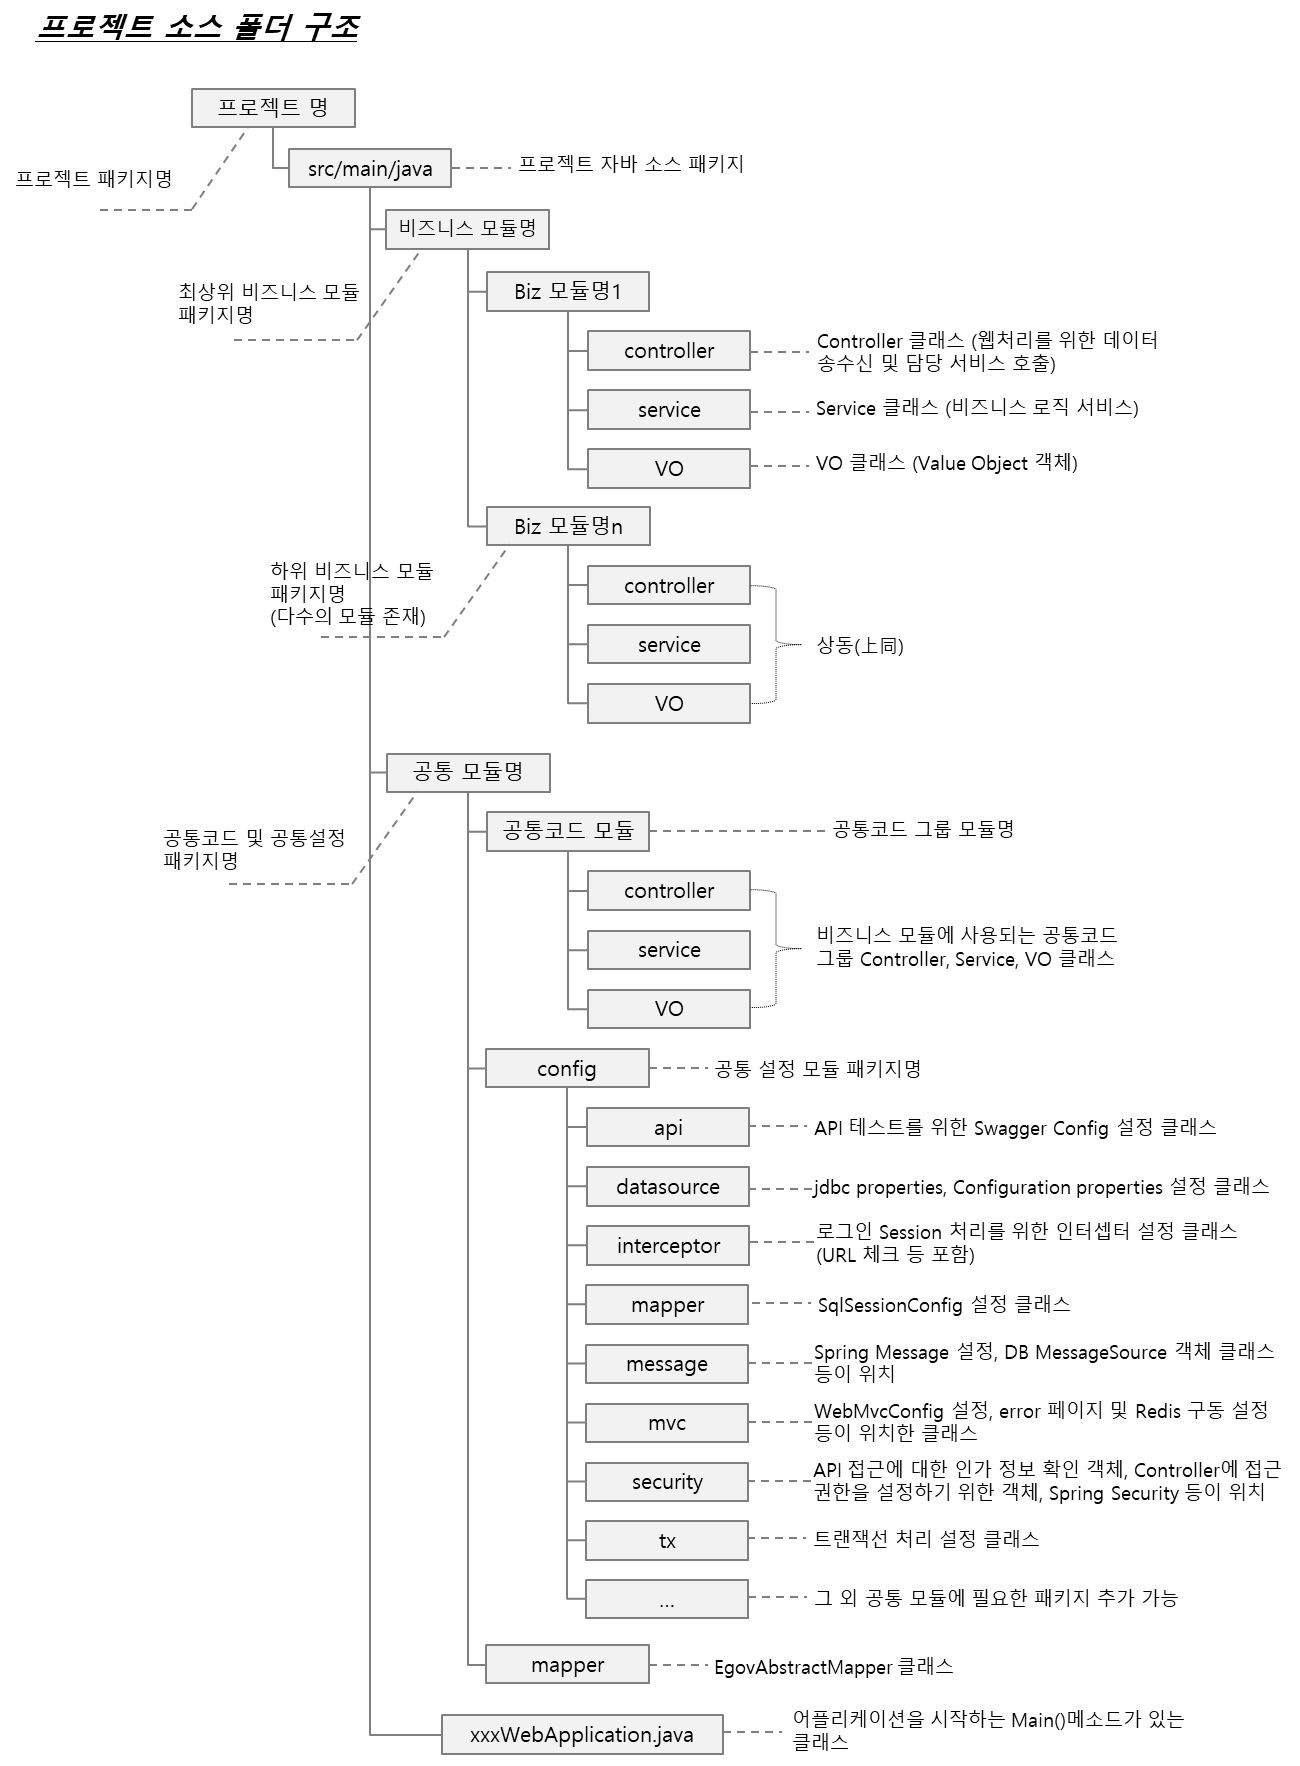 프로젝트 소스 폴더 구조
프로젝트 명
src/main/java
프로젝트 자바 소스 패키지
프로젝트 패키지명
비즈니스 모듈명
최상위 비즈니스 모듈
패키지명
Biz 모듈명1
controller
Controller 클래스 (웹처리를 위한 데이터
송수신 및 담당 서비스 호출)
service
Service 클래스 (비즈니스 로직 서비스)
VO
VO 클래스 (Value Object 객체)
Biz 모듈명n
하위 비즈니스 모듈
패키지명
(다수의 모듈 존재)
controller
service
상동(上同)
VO
공통 모듈명
공통코드 및 공통설정
패키지명
공통코드 모듈
공통코드 그룹 모듈명
controller
service
비즈니스 모듈에 사용되는 공통코드
그룹 Controller, Service, VO 클래스
VO
config
공통 설정 모듈 패키지명
api
API 테스트를 위한 Swagger Config 설정 클래스
datasource
jdbc properties, Configuration properties 설정 클래스
interceptor
로그인 Session 처리를 위한 인터셉터 설정 클래스
(URL 체크 등 포함)
mapper
SqlSessionConfig 설정 클래스
message
Spring Message 설정, DB MessageSource 객체 클래스
등이 위치
mvc
WebMvcConfig 설정, error 페이지 및 Redis 구동 설정
등이 위치한 클래스
security
API 접근에 대한 인가 정보 확인 객체, Controller에 접근
권한을 설정하기 위한 객체, Spring Security 등이 위치
tx
트랜잭선 처리 설정 클래스
...
그 외 공통 모듈에 필요한 패키지 추가 가능
mapper
EgovAbstractMapper 클래스
xxxWebApplication.java
어플리케이션을 시작하는 Main()메소드가 있는
클래스